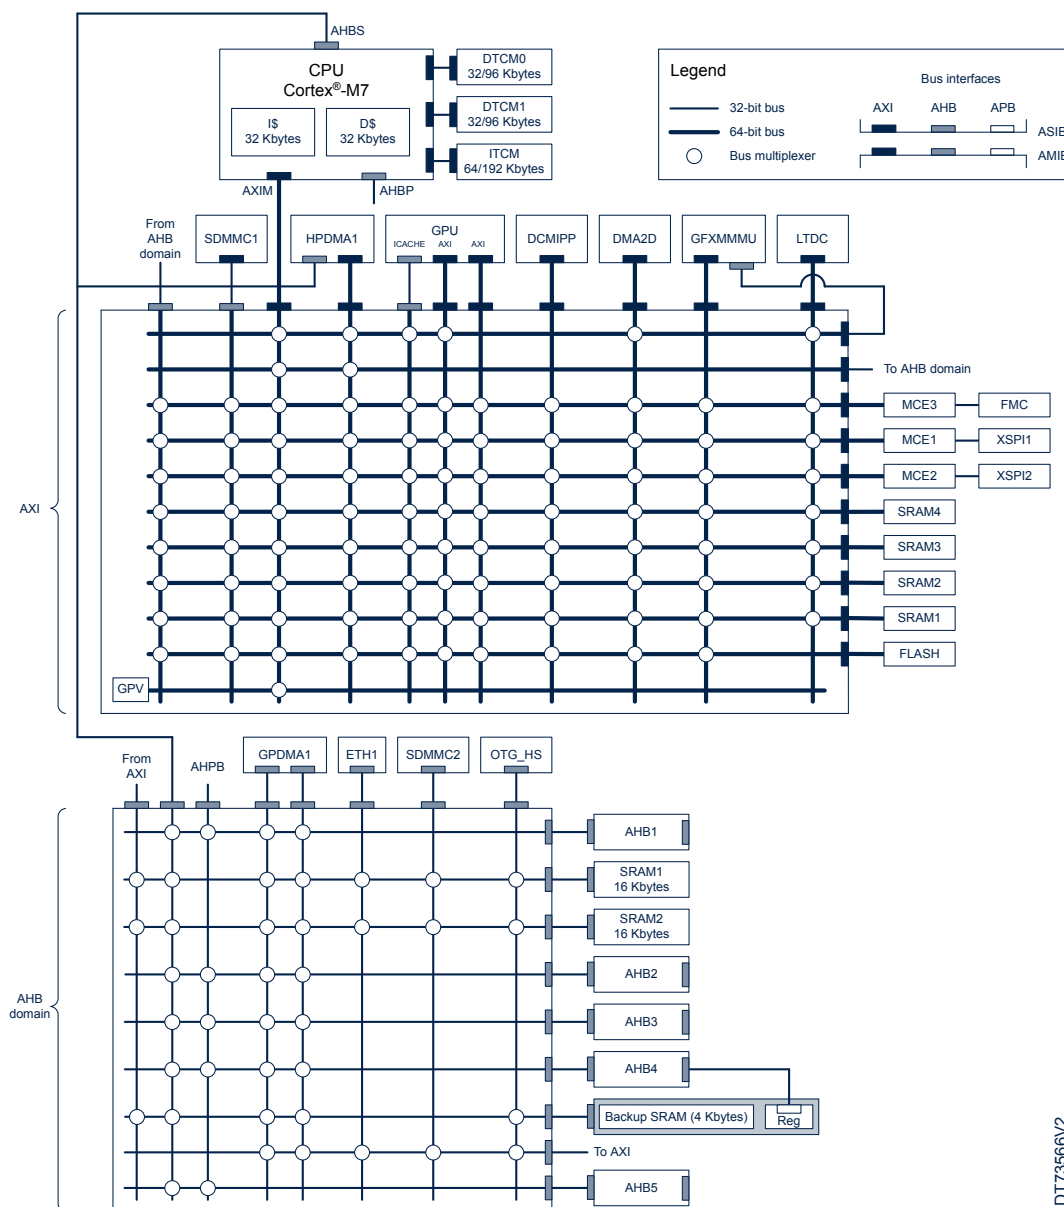 AHBS
CPU
Cortex®-M7
I$
32 Kbytes
D$
32 Kbytes
DTCM0
32/96 Kbytes
DTCM1
32/96 Kbytes
ITCM
64/192 Kbytes
AXIM
AHBP
Legend
32-bit bus
64-bit bus
Bus multiplexer
Bus interfaces
AXI AHB APB
ASIB
AMIB
From
AHB
domain
SDMMC1
HPDMA1
GPU
ICACHE AXI AXI
DCMIPP
DMA2D
GFXMMMU
LTDC
AXI
To AHB domain
MCE3
FMC
MCE1
XSPI1
MCE2
XSPI2
SRAM4
SRAM3
SRAM2
SRAM1
FLASH
GPV
From
AXI
AHPB
GPDMA1
ETH1
SDMMC2
OTG_HS
AHB
domain
AHB1
SRAM1
16 Kbytes
SRAM2
16 Kbytes
AHB2
AHB3
AHB4
Backup SRAM (4 Kbytes)
Reg
To AXI
AHB5
DT73566V2